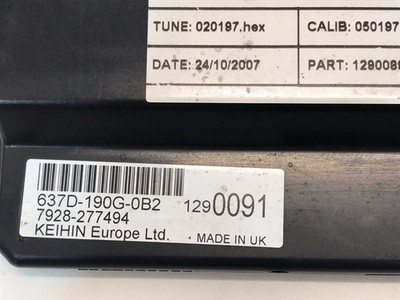 TUNE: 020197.hex CALIB: 050197
DATE: 24/10/2007 PART: 129008
637D-190G-0B2
7928-277494 1290091
KEIHIN Europe Ltd. • MADE IN UK